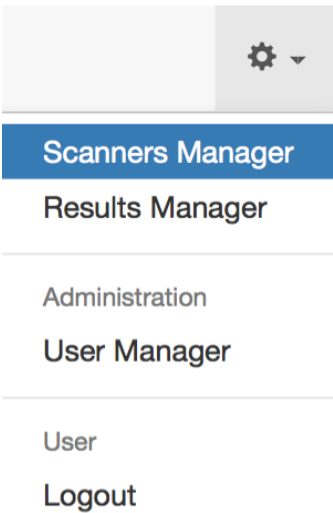 Scanners Manager
Results Manager
Administration
User Manager
User
Logout